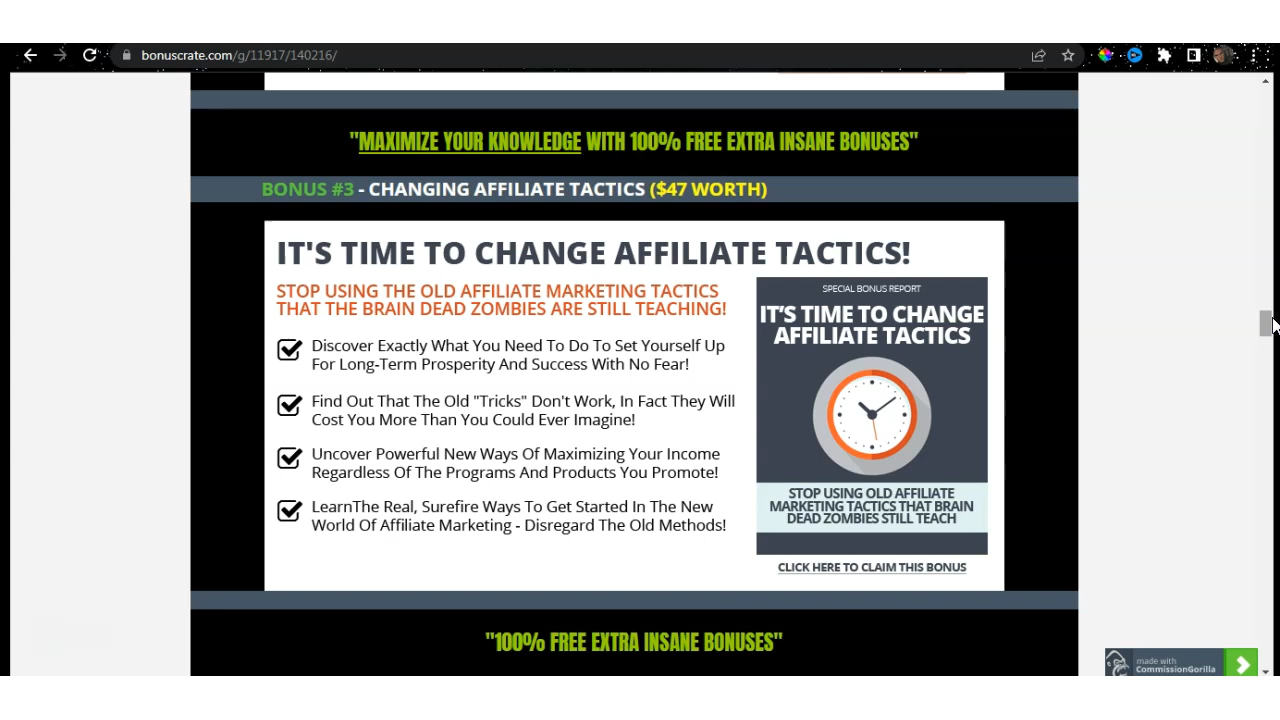 bonuscrate.com/g/11917/140216/
"MAXIMIZE YOUR KNOWLEDGE WITH 100% FREE EXTRA INSANE BONUSES"
BONUS #3 - CHANGING AFFILIATE TACTICS ($47 WORTH)
IT'S TIME TO CHANGE AFFILIATE TACTICS!
STOP USING THE OLD AFFILIATE MARKETING TACTICS
THAT THE BRAIN DEAD ZOMBIES ARE STILL TEACHING!
Discover Exactly What You Need To Do To Set Yourself Up
For Long-Term Prosperity And Success With No Fear!
Find Out That The Old "Tricks" Don't Work, In Fact They Will
Cost You More Than You Could Ever Imagine!
Uncover Powerful New Ways Of Maximizing Your Income
Regardless Of The Programs And Products You Promote!
LearnThe Real, Surefire Ways To Get Started In The New
World Of Affiliate Marketing - Disregard The Old Methods!
SPECIAL BONUS REPORT
IT'S TIME TO CHANGE
AFFILIATE TACTICS
STOP USING OLD AFFILIATE
MARKETING TACTICS THAT BRAIN
DEAD ZOMBIES STILL TEACH
CLICK HERE TO CLAIM THIS BONUS
"100% FREE EXTRA INSANE BONUSES"
made with
CommissionGorilla